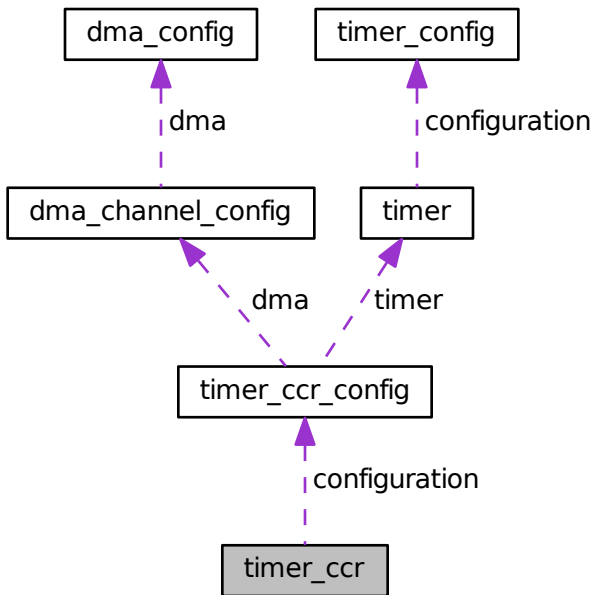 dma_config
timer_config
dma
configuration
dma_channel_config
timer
dma
timer
timer_ccr_config
configuration
timer_ccr